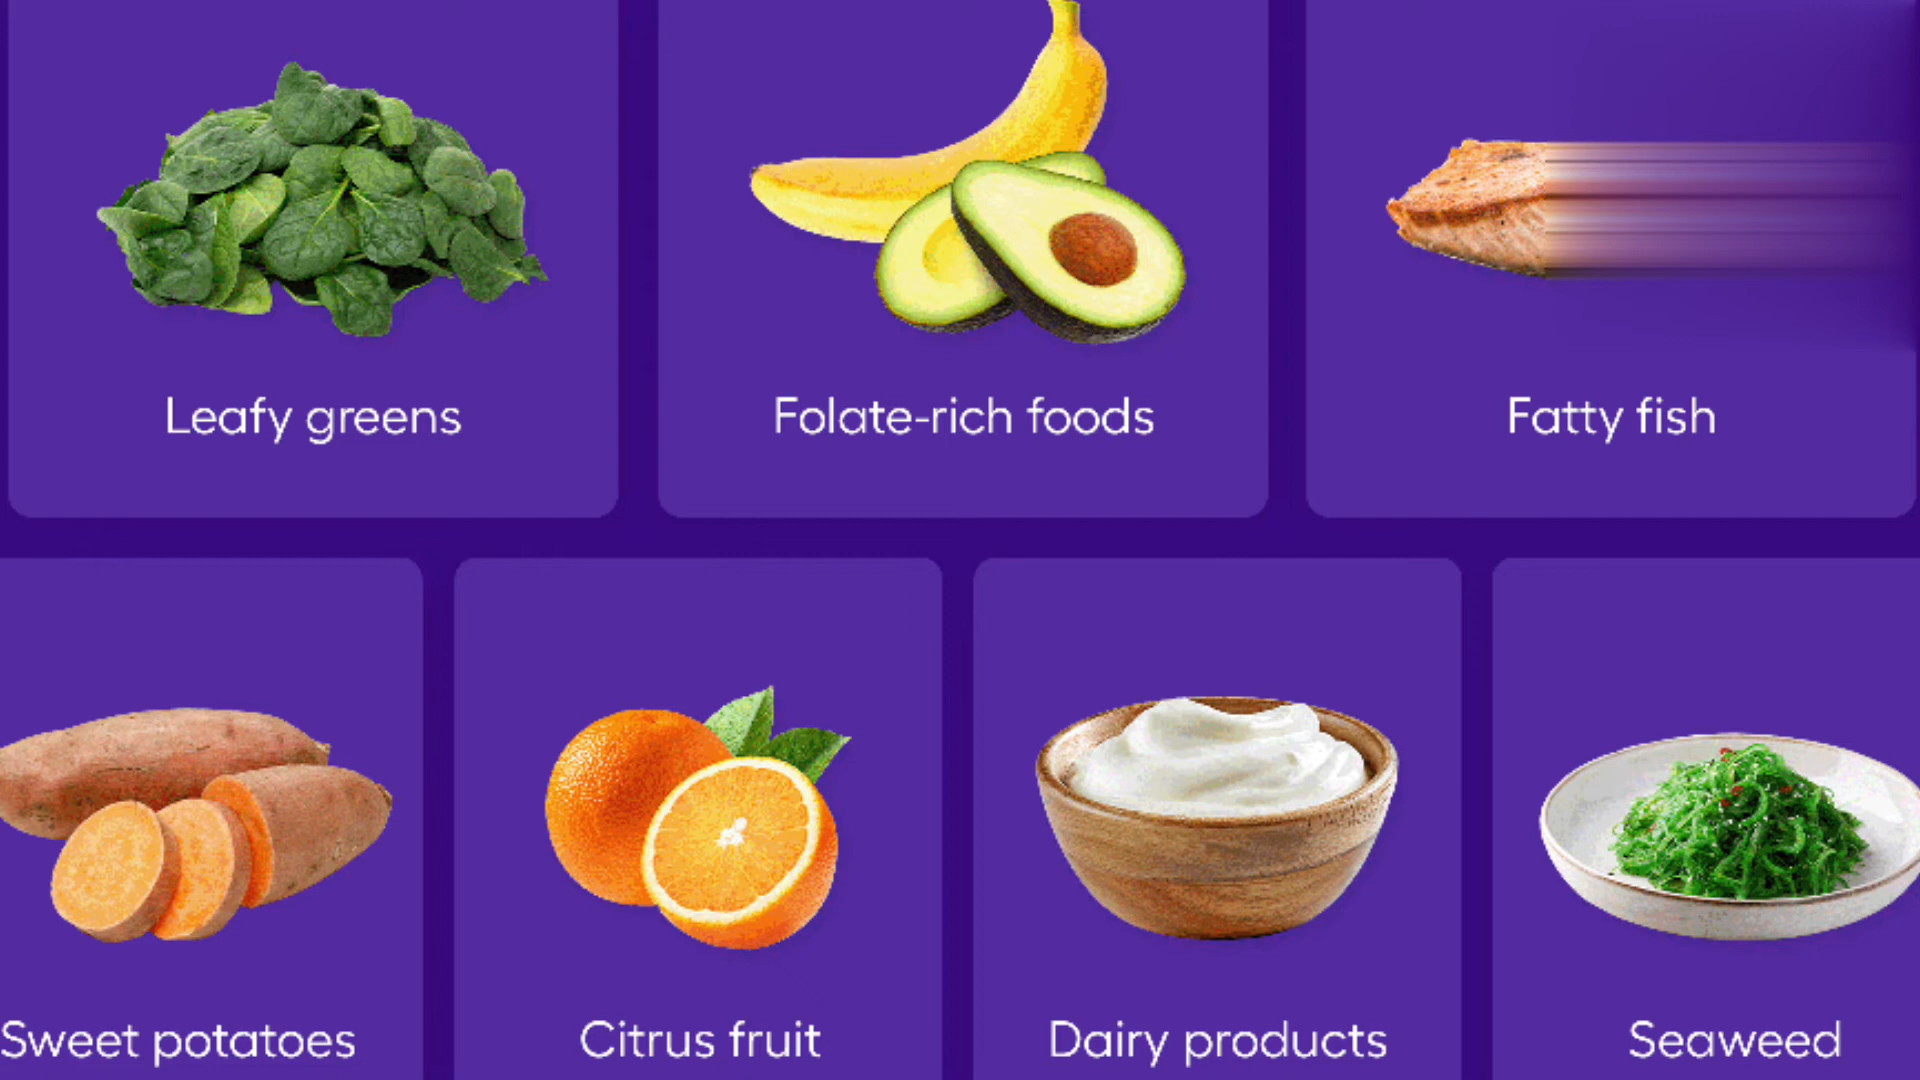 Leafy greens
Folate-rich foods
Fatty fish
Sweet potatoes
Citrus fruit
Dairy products
Seaweed